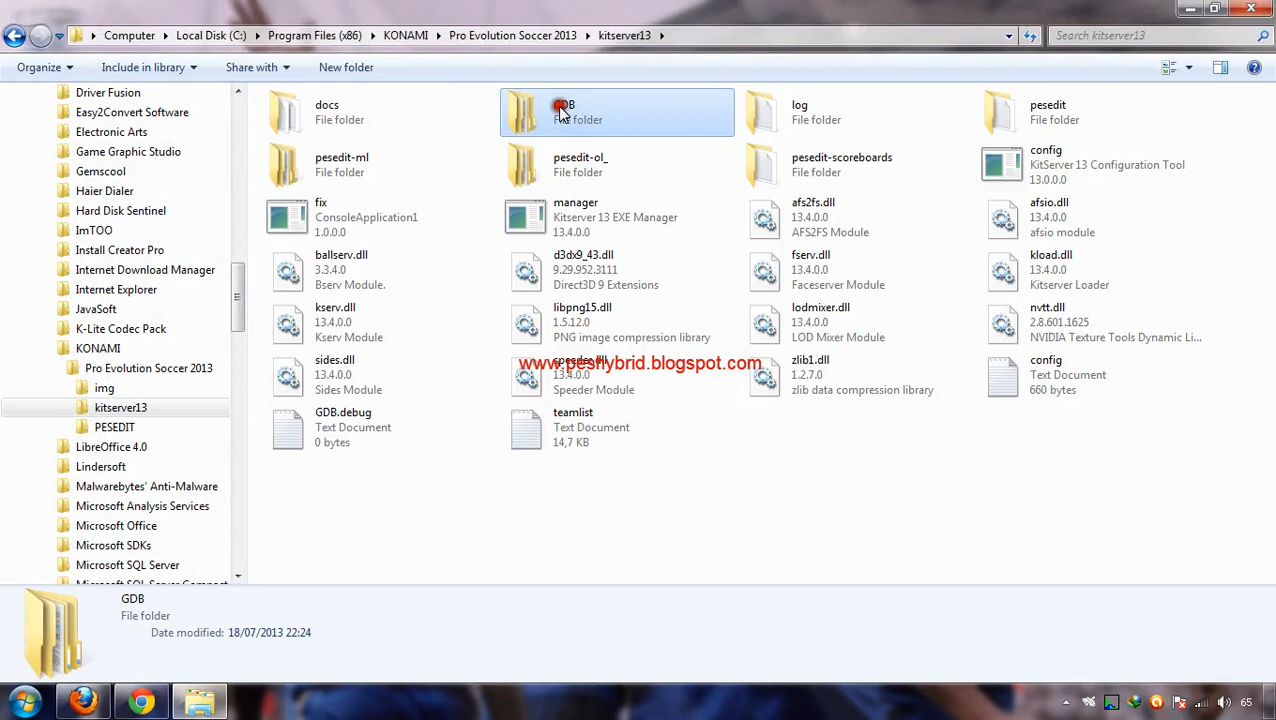 Computer ▸ Local Disk (C:) ▸ Program Files (x86) ▸ KONAMI ▸ Pro Evolution Soccer 2013 ▸ kitserver13 ▸
Search kitserver13
Organize
Include in library
Share with
New folder
Driver Fusion
Easy2Convert Software
Electronic Arts
Game Graphic Studio
Gemscool
Haier Dialer
Hard Disk Sentinel
ImTOO
Install Creator Pro
Internet Download Manager
Internet Explorer
JavaSoft
K-Lite Codec Pack
KONAMI
Pro Evolution Soccer 2013
img
kitserver13
PESEDIT
LibreOffice 4.0
Lindersoft
Malwarebytes' Anti-Malware
Microsoft Analysis Services
Microsoft Office
Microsoft SDKs
Microsoft SQL Server
Microsoft SQL Server Compact
docs
File folder
GDB
File folder
log
File folder
pesedit
File folder
pesedit-ml
File folder
pesedit-ol_
File folder
pesedit-scoreboards
File folder
config
KitServer 13 Configuration Tool
13.0.0.0
fix
ConsoleApplication1
1.0.0.0
manager
Kitserver 13 EXE Manager
13.4.0.0
afs2fs.dll
13.4.0.0
AFS2FS Module
afsio.dll
13.4.0.0
afsio module
ballserv.dll
3.3.4.0
Bserv Module.
d3dx9_43.dll
9.29.952.3111
Direct3D 9 Extensions
fserv.dll
13.4.0.0
Faceserver Module
kload.dll
13.4.0.0
Kitserver Loader
kserv.dll
13.4.0.0
Kserv Module
libpng15.dll
1.5.12.0
PNG image compression library
lodmixer.dll
13.4.0.0
LOD Mixer Module
nvtt.dll
2.8.601.1625
NVIDIA Texture Tools Dynamic Li...
sides.dll
13.4.0.0
Sides Module
speeder.dll
13.4.0.0
Speeder Module
www.peshybrid.blogspot.com
zlib1.dll
1.2.7.0
zlib data compression library
config
Text Document
660 bytes
GDB.debug
Text Document
0 bytes
teamlist
Text Document
14,7 KB
GDB
File folder
Date modified: 18/07/2013 22:24
65